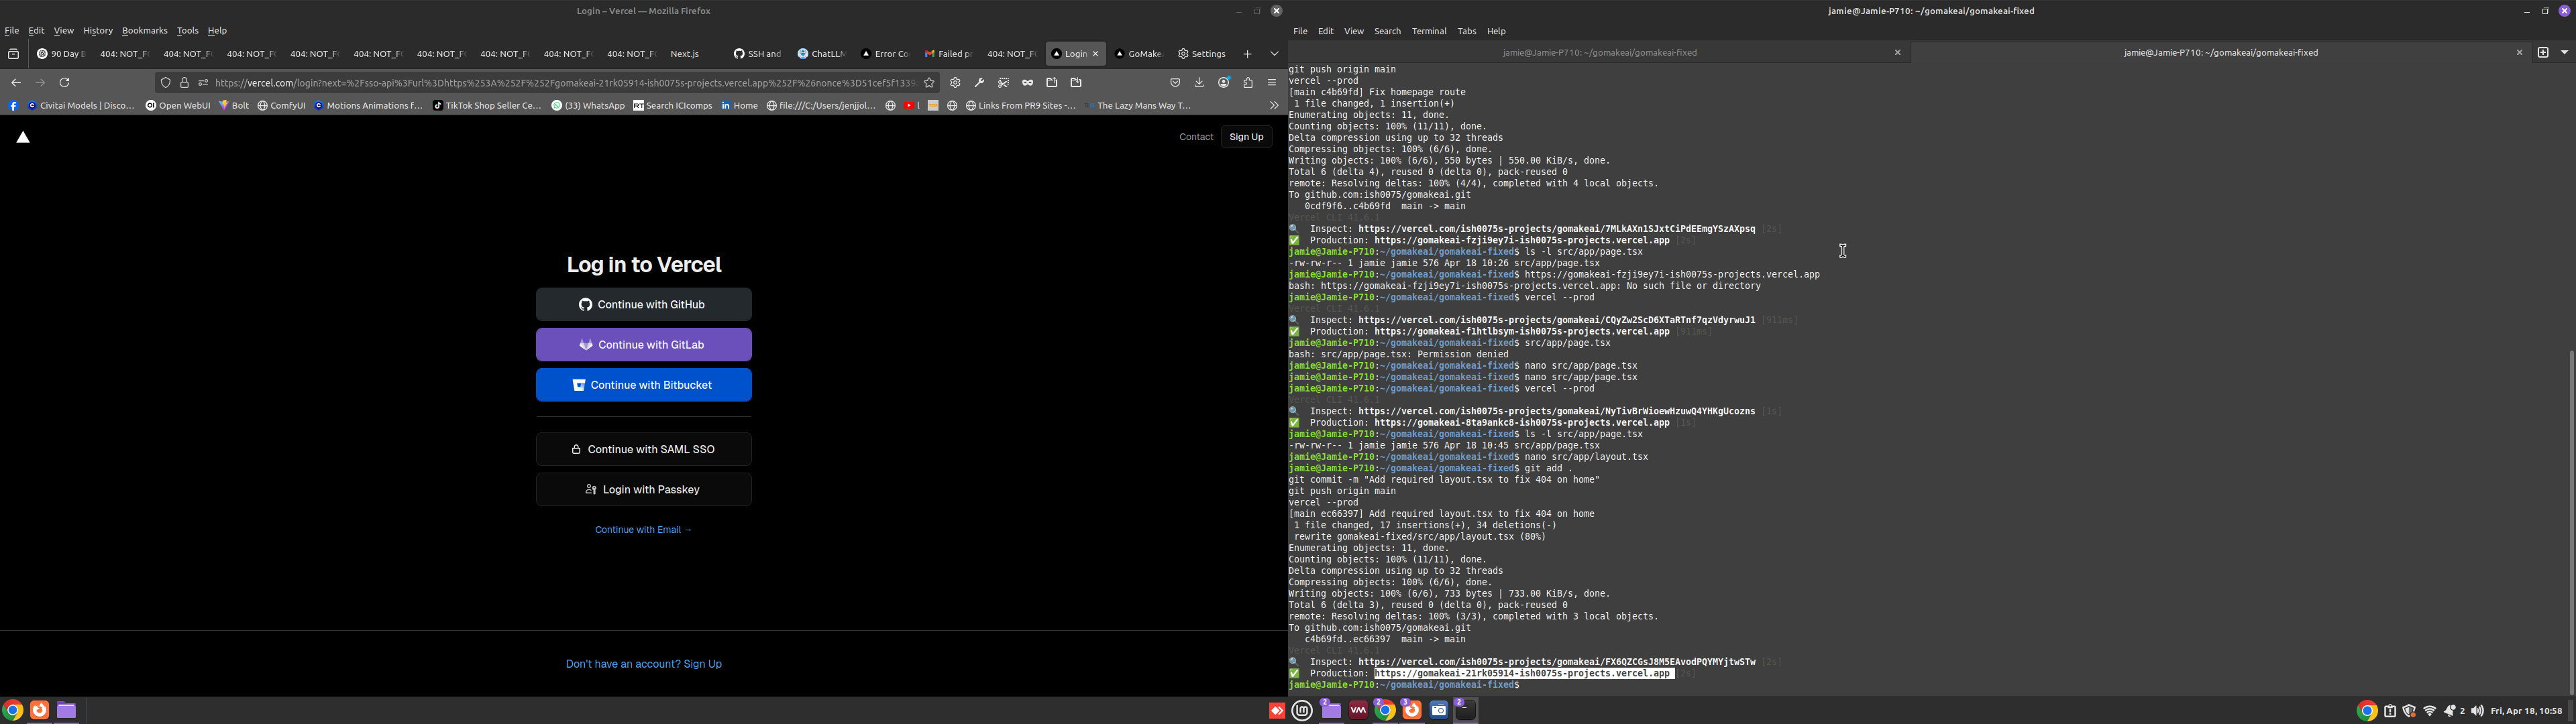 Login – Vercel — Mozilla Firefox
File Edit View History Bookmarks Tools Help
90 Day B 404: NOT_F( 404: NOT_F( 404: NOT_F( 404: NOT_F( 404: NOT_F( 404: NOT_F( 404: NOT_F( 404: NOT_F( 404: NOT_F( Next.js SSH and ChatLLM Error Co Failed p 404: NOT_F( Login GoMake Settings
https://vercel.com/login?next=%2Fsso-api%3Furl%3Dhttps%253A%252F%252Fgomakeai-21rk05914-ish0075s-projects.vercel.app%252F%26nonce%3D51cef5f1339
Civitai Models | Disco… Open WebUI Bolt ComfyUI Motions Animations f… TikTok Shop Seller Ce… (33) WhatsApp Search ICIcomps Home file:///C:/Users/jenjjol… Links From PR9 Sites -… The Lazy Mans Way T…
Contact Sign Up
Log in to Vercel
Continue with GitHub
Continue with GitLab
Continue with Bitbucket
Continue with SAML SSO
Login with Passkey
Continue with Email →
Don't have an account? Sign Up
jamie@Jamie-P710: ~/gomakeai/gomakeai-fixed
File Edit View Search Terminal Tabs Help
jamie@Jamie-P710: ~/gomakeai/gomakeai-fixed jamie@Jamie-P710: ~/gomakeai/gomakeai-fixed
git push origin main
vercel --prod
[main c4b69fd] Fix homepage route
1 file changed, 1 insertion(+)
Enumerating objects: 11, done.
Counting objects: 100% (11/11), done.
Delta compression using up to 32 threads
Compressing objects: 100% (6/6), done.
Writing objects: 100% (6/6), 550 bytes | 550.00 KiB/s, done.
Total 6 (delta 4), reused 0 (delta 0), pack-reused 0
remote: Resolving deltas: 100% (4/4), completed with 4 local objects.
To github.com:ish0075/gomakeai.git
0cdf9f6..c4b69fd main -> main
Vercel CLI 41.6.1
Inspect: https://vercel.com/ish0075s-projects/gomakeai/7MLkAXn1SJxtCiPdEEmgYSzAXpsq [2s]
Production: https://gomakeai-fzji9ey7i-ish0075s-projects.vercel.app [2s]
jamie@Jamie-P710:~/gomakeai/gomakeai-fixed$ ls -l src/app/page.tsx
-rw-rw-r-- 1 jamie jamie 576 Apr 18 10:26 src/app/page.tsx
jamie@Jamie-P710:~/gomakeai/gomakeai-fixed$ https://gomakeai-fzji9ey7i-ish0075s-projects.vercel.app
bash: https://gomakeai-fzji9ey7i-ish0075s-projects.vercel.app: No such file or directory
jamie@Jamie-P710:~/gomakeai/gomakeai-fixed$ vercel --prod
Vercel CLI 41.6.1
Inspect: https://vercel.com/ish0075s-projects/gomakeai/CQyZw2ScD6XTaRTnf7qzVdyrwuJ1 [911ms]
Production: https://gomakeai-f1htlbsym-ish0075s-projects.vercel.app [911ms]
jamie@Jamie-P710:~/gomakeai/gomakeai-fixed$ src/app/page.tsx
bash: src/app/page.tsx: Permission denied
jamie@Jamie-P710:~/gomakeai/gomakeai-fixed$ nano src/app/page.tsx
jamie@Jamie-P710:~/gomakeai/gomakeai-fixed$ nano src/app/page.tsx
jamie@Jamie-P710:~/gomakeai/gomakeai-fixed$ vercel --prod
Vercel CLI 41.6.1
Inspect: https://vercel.com/ish0075s-projects/gomakeai/NyTivBrWioewHzuwQ4YHKgUcozns [1s]
Production: https://gomakeai-8ta9ankc8-ish0075s-projects.vercel.app [1s]
jamie@Jamie-P710:~/gomakeai/gomakeai-fixed$ ls -l src/app/page.tsx
-rw-rw-r-- 1 jamie jamie 576 Apr 18 10:45 src/app/page.tsx
jamie@Jamie-P710:~/gomakeai/gomakeai-fixed$ nano src/app/layout.tsx
jamie@Jamie-P710:~/gomakeai/gomakeai-fixed$ git add .
git commit -m "Add required layout.tsx to fix 404 on home"
git push origin main
vercel --prod
[main ec66397] Add required layout.tsx to fix 404 on home
1 file changed, 17 insertions(+), 34 deletions(-)
rewrite gomakeai-fixed/src/app/layout.tsx (80%)
Enumerating objects: 11, done.
Counting objects: 100% (11/11), done.
Delta compression using up to 32 threads
Compressing objects: 100% (6/6), done.
Writing objects: 100% (6/6), 733 bytes | 733.00 KiB/s, done.
Total 6 (delta 3), reused 0 (delta 0), pack-reused 0
remote: Resolving deltas: 100% (3/3), completed with 3 local objects.
To github.com:ish0075/gomakeai.git
c4b69fd..ec66397 main -> main
Vercel CLI 41.6.1
Inspect: https://vercel.com/ish0075s-projects/gomakeai/FX6QZCGsJ8M5EAvodPQYMYjtwSTw [2s]
Production: https://gomakeai-21rk05914-ish0075s-projects.vercel.app [2s]
jamie@Jamie-P710:~/gomakeai/gomakeai-fixed$
2 2 3 2
2 Fri, Apr 18, 10:58